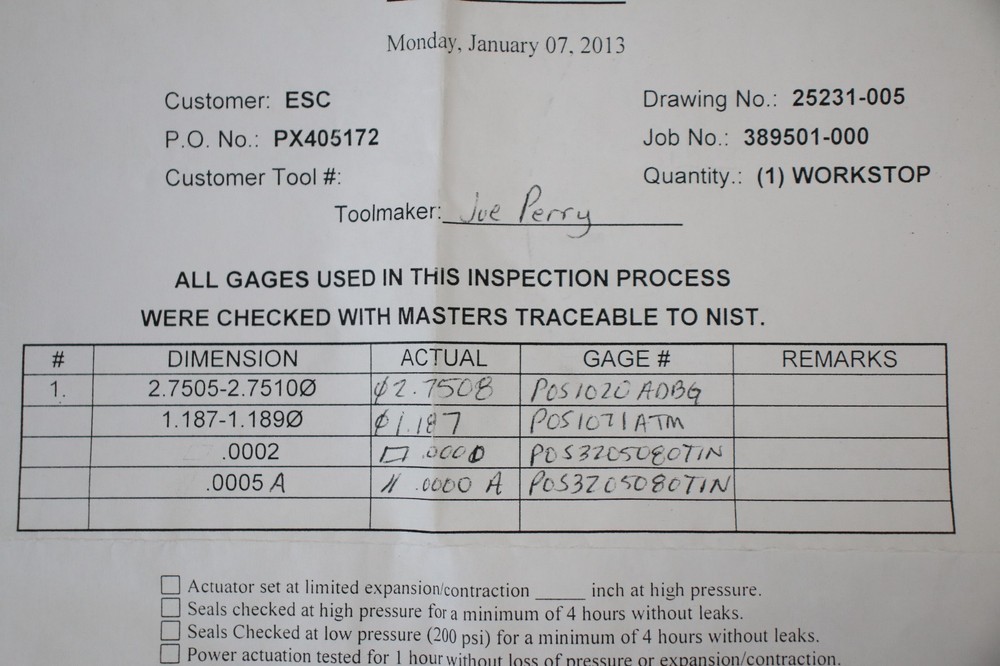 Monday, January 07, 2013
Customer: ESC Drawing No.: 25231-005
P.O. No.: PX405172 Job No.: 389501-000
Customer Tool #: Quantity.: (1) WORKSTOP
Toolmaker: Joe Perry
ALL GAGES USED IN THIS INSPECTION PROCESS
WERE CHECKED WITH MASTERS TRACEABLE TO NIST.
# DIMENSION ACTUAL GAGE # REMARKS
1. 2.7505-2.7510Ø Ø2.7508 POS1020ADBG
1.187-1.189Ø Ø1.187 POS1071ATM
.0002 ▱ .0000 POS3205080TIN
.0005 A // .0000 A POS3205080TIN
☐ Actuator set at limited expansion/contraction _____ inch at high pressure.
☐ Seals checked at high pressure for a minimum of 4 hours without leaks.
☐ Seals Checked at low pressure (200 psi) for a minimum of 4 hours without leaks.
☐ Power actuation tested for 1 hour without loss of pressure or expansion/contraction.